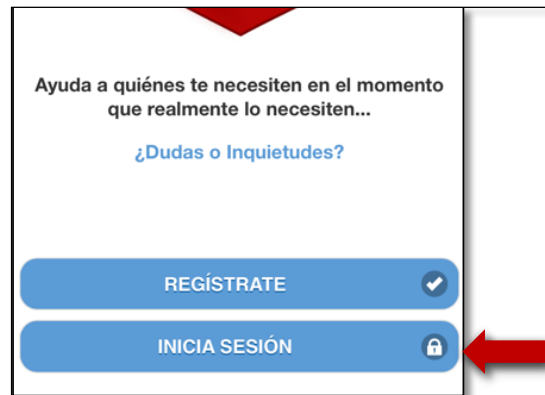 Ayuda a quiénes te necesiten en el momento
que realmente lo necesiten...
¿Dudas o Inquietudes?
REGÍSTRATE
INICIA SESIÓN